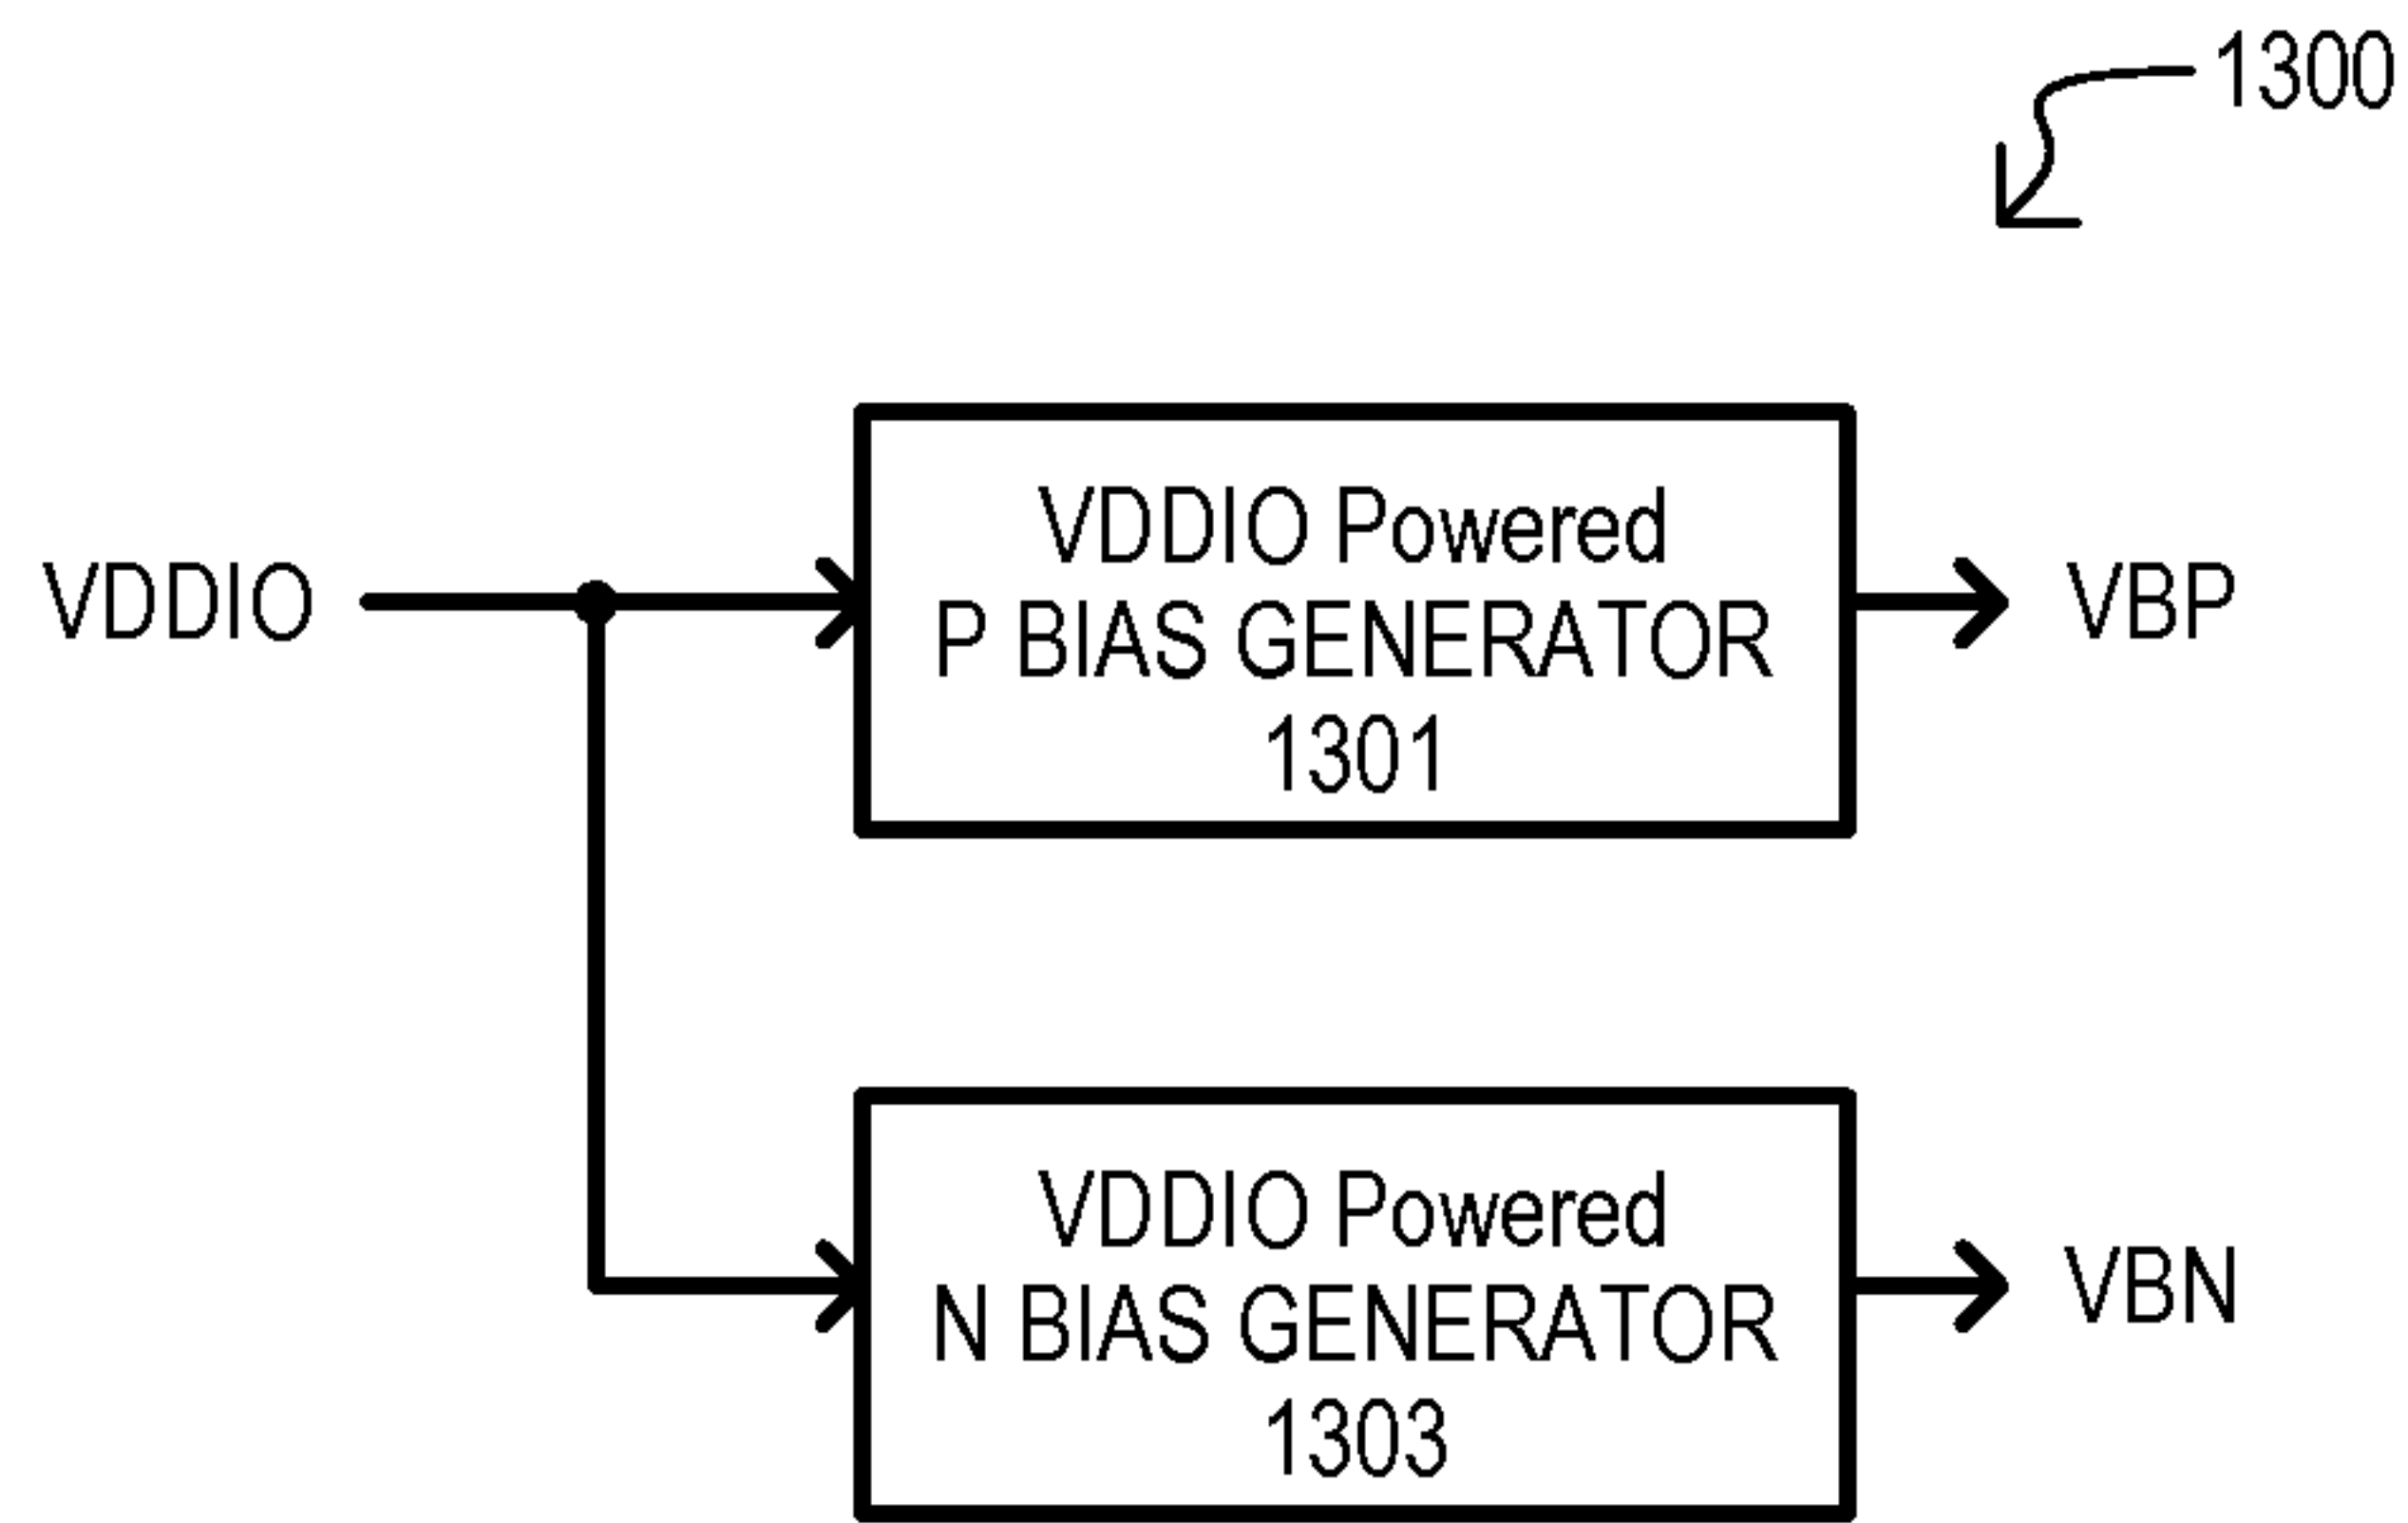 1300
VDDIO
VDDIO Powered
P BIAS GENERATOR
1301
VBP
VDDIO Powered
N BIAS GENERATOR
1303
VBN